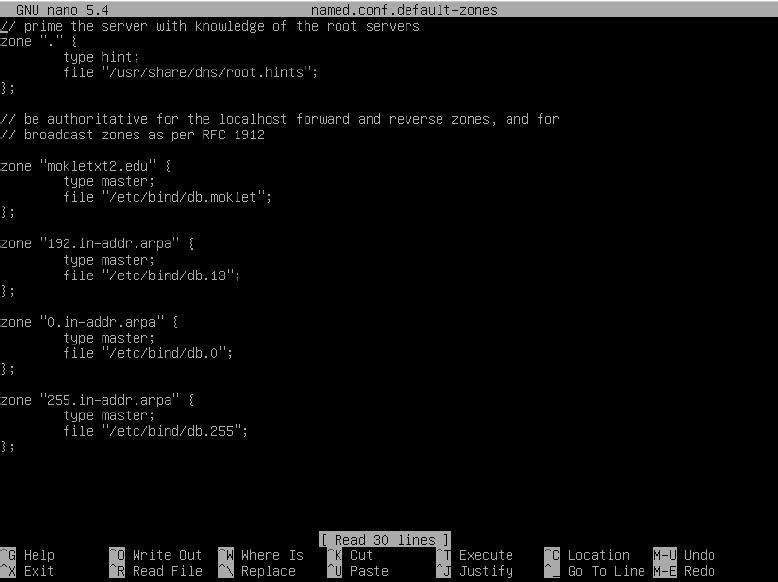 GNU nano 5.4 named.conf.default-zones
// prime the server with knowledge of the root servers
zone "." {
type hint;
file "/usr/share/dns/root.hints";
};
// be authoritative for the localhost forward and reverse zones, and for
// broadcast zones as per RFC 1912
zone "mokletxt2.edu" {
type master;
file "/etc/bind/db.moklet";
};
zone "192.in-addr.arpa" {
type master;
file "/etc/bind/db.13";
};
zone "0.in-addr.arpa" {
type master;
file "/etc/bind/db.0";
};
zone "255.in-addr.arpa" {
type master;
file "/etc/bind/db.255";
};
[ Read 30 lines ]
^G Help ^O Write Out ^W Where Is ^K Cut ^T Execute ^C Location M-U Undo
^X Exit ^R Read File ^\ Replace ^U Paste ^J Justify ^_ Go To Line M-E Redo